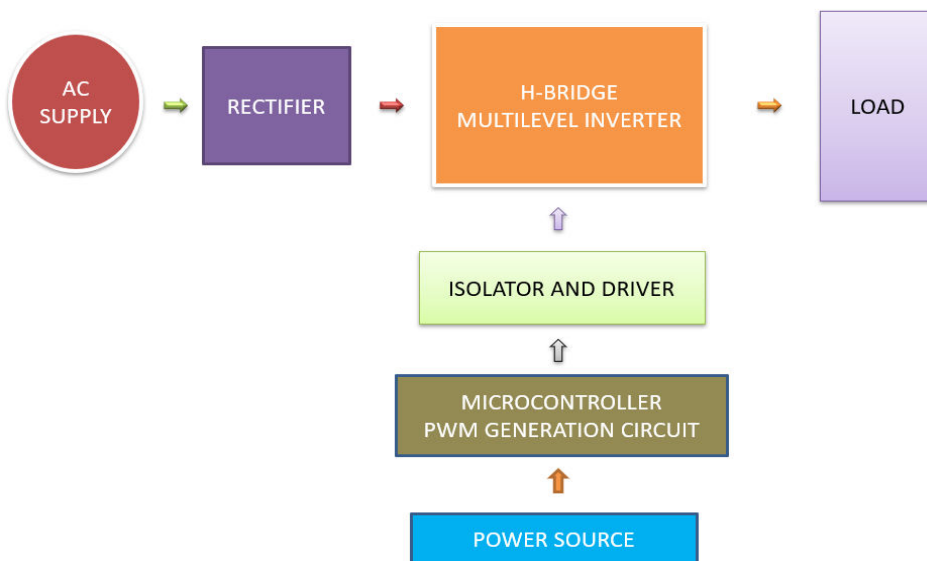 AC
SUPPLY
RECTIFIER
H-BRIDGE
MULTILEVEL INVERTER
LOAD
ISOLATOR AND DRIVER
MICROCONTROLLER
PWM GENERATION CIRCUIT
POWER SOURCE